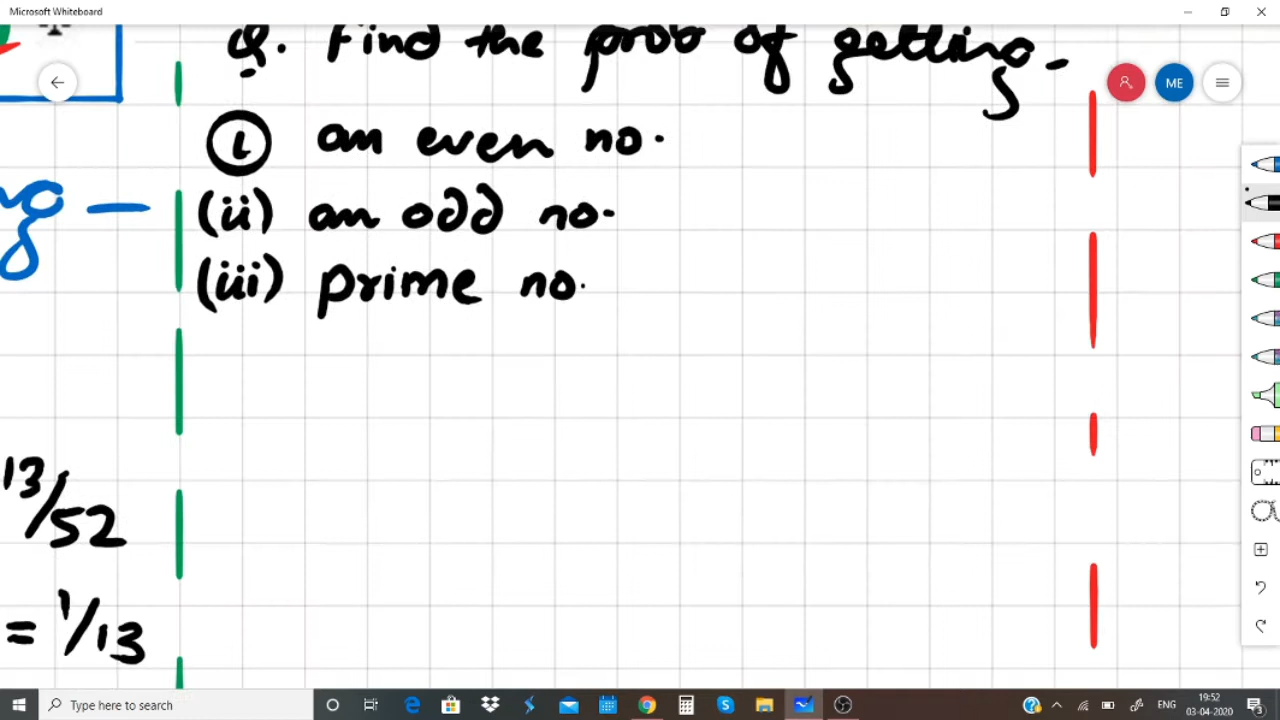 Microsoft Whiteboard
Q. Find the prob of getting -
ME
(i) an even no.
(ii) an odd no.
(iii) prime no.
13/52
= 1/13
Type here to search
ENG
19:52
03-04-2020